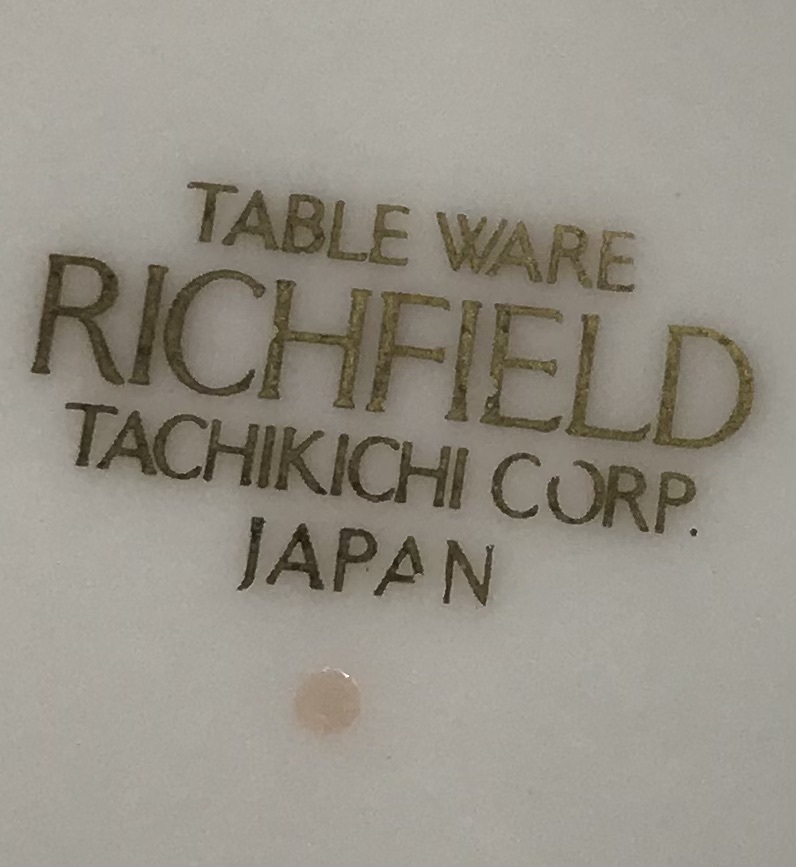 TABLE WARE
RICHFIELD
TACHIKICHI CORP.
JAPAN